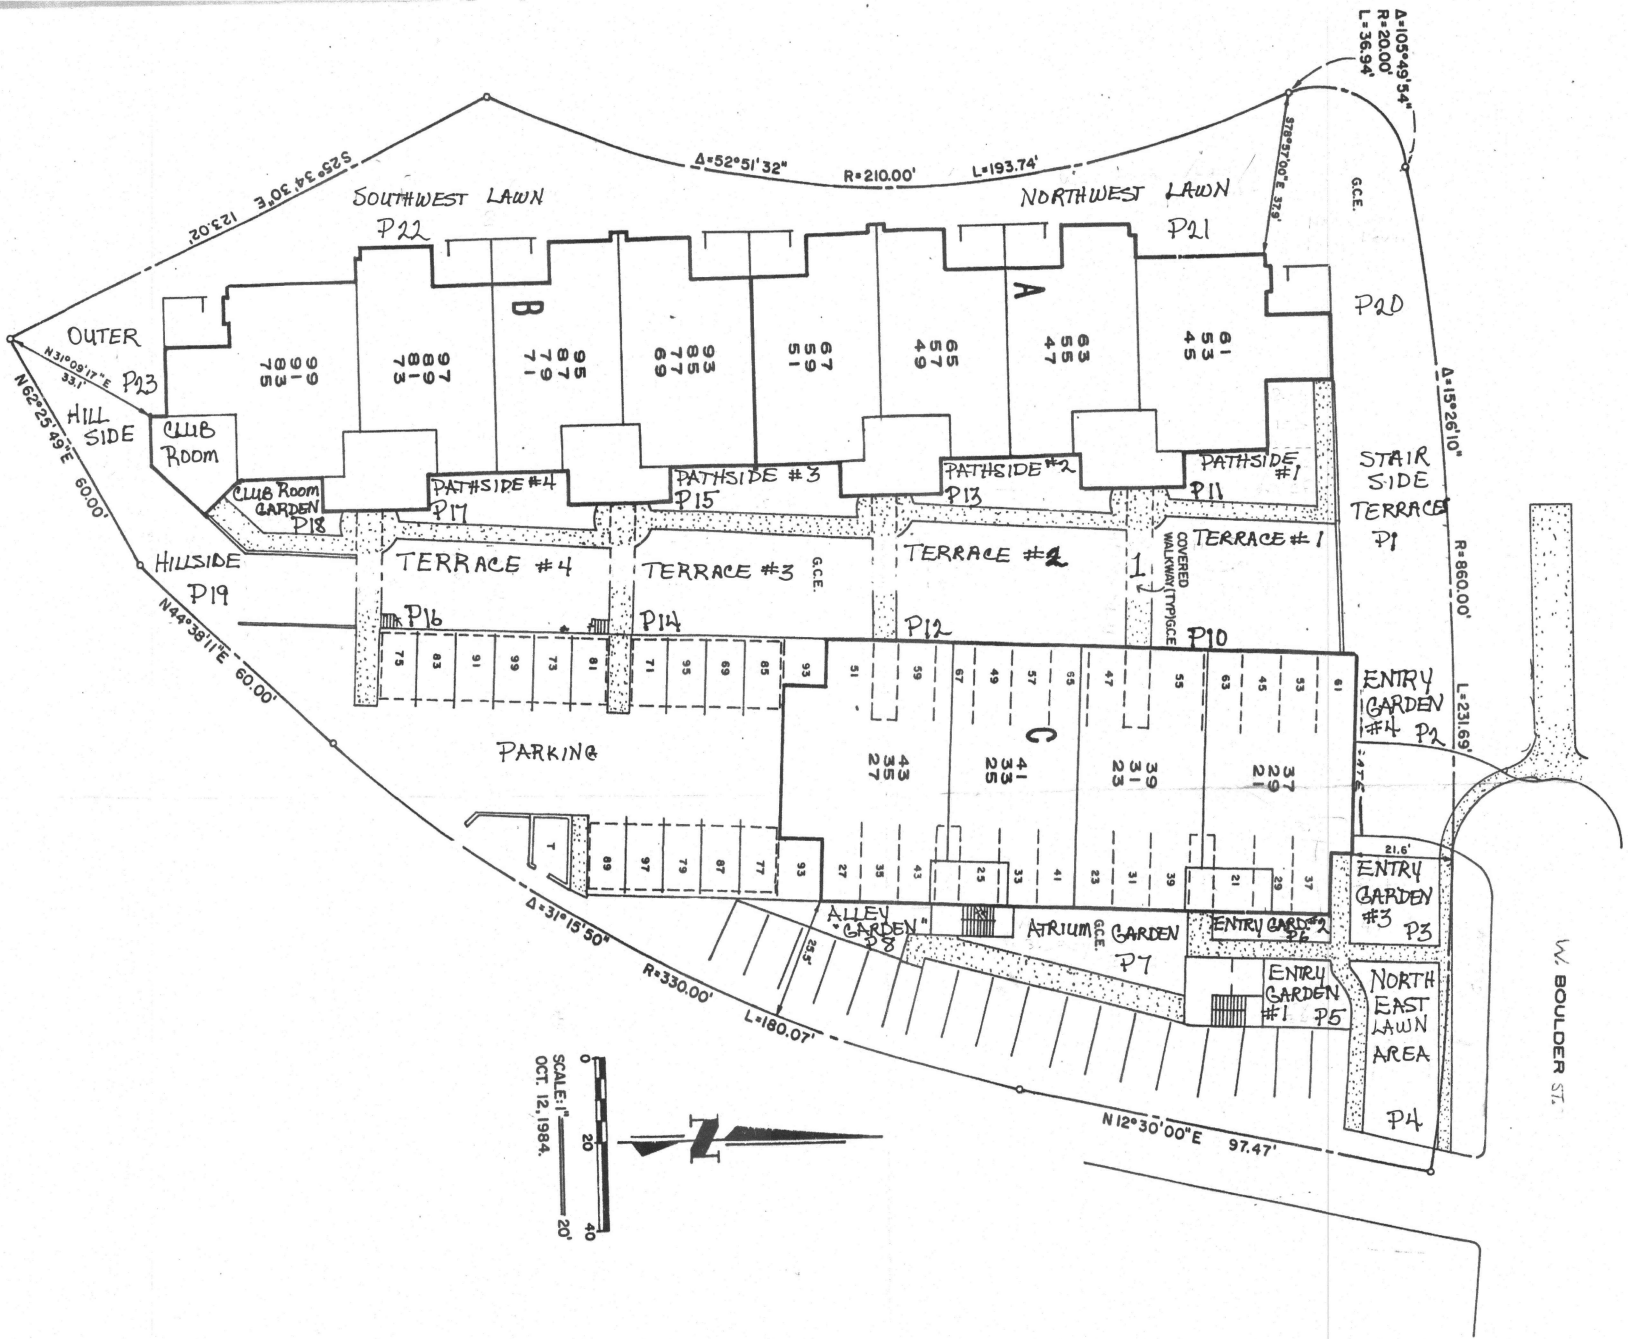 Δ=105°49'54"
R=20.00'
L=36.94'
S78°57'00"E 37.9'
G.C.E.
S25°34'30"E
123.02'
Δ=52°51'32"
R=210.00'
L=193.74'
SOUTHWEST LAWN
P22
NORTHWEST LAWN
P21
P20
OUTER
N31°09'17"E
33.1'
P23
HILL
SIDE
N62°25'49"E
60.00'
CLUB
ROOM
B
A
99
91
83
75
97
89
81
73
95
87
79
71
93
85
77
69
67
59
51
65
57
49
63
55
47
61
53
45
Δ=15°26'10"
R=860.00'
L=231.69'
STAIR
SIDE
TERRACE
P1
CLUB ROOM
GARDEN
P18
PATHSIDE #4
P17
PATHSIDE #3
P15
PATHSIDE #2
P13
PATHSIDE
#1
P11
HILLSIDE
P19
TERRACE #4
TERRACE #3
G.C.E.
TERRACE #2
1
COVERED
WALKWAY(TYP)G.C.E.
TERRACE #1
P16
P14
P12
P10
N44°38'11"E
60.00'
75
83
91
99
73
81
71
95
69
85
93
51
59
67
49
57
65
47
55
63
45
53
61
ENTRY
GARDEN
#4 P2
GATE
PARKING
C
43
35
27
41
33
25
39
31
23
37
29
21
T
89
97
79
87
77
93
27
35
43
25
33
41
23
31
39
21
29
37
21.6'
ENTRY
GARDEN
#3
P3
ALLEY
GARDEN
P8
ATRIUM
G.C.E.
GARDEN
P7
ENTRY GARD. #2
P6
ENTRY
GARDEN
#1 P5
NORTH
EAST
LAWN
AREA
P4
25.5'
Δ=31°15'50"
R=330.00'
L=180.07'
N12°30'00"E
97.47'
W. BOULDER ST.
0 20 40
SCALE: 1" 20'
OCT. 12, 1984.
N